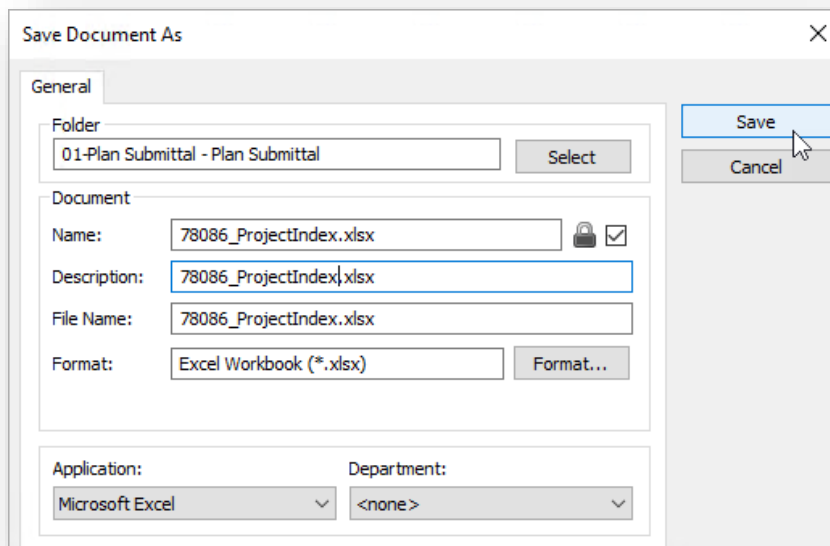 Save Document As
General
Folder
01-Plan Submittal - Plan Submittal
Select
Save
Cancel
Document
Name: 78086_ProjectIndex.xlsx
Description: 78086_ProjectIndex.xlsx
File Name: 78086_ProjectIndex.xlsx
Format: Excel Workbook (*.xlsx) Format...
Application: Department:
Microsoft Excel <none>